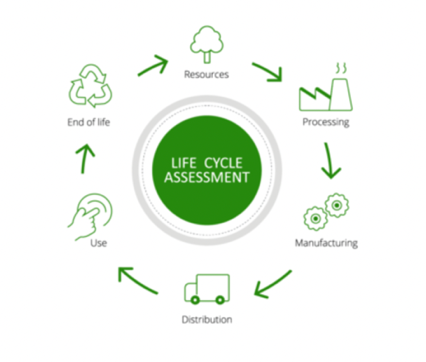 Resources
End of life
Processing
LIFE CYCLE
ASSESSMENT
Use
Manufacturing
Distribution